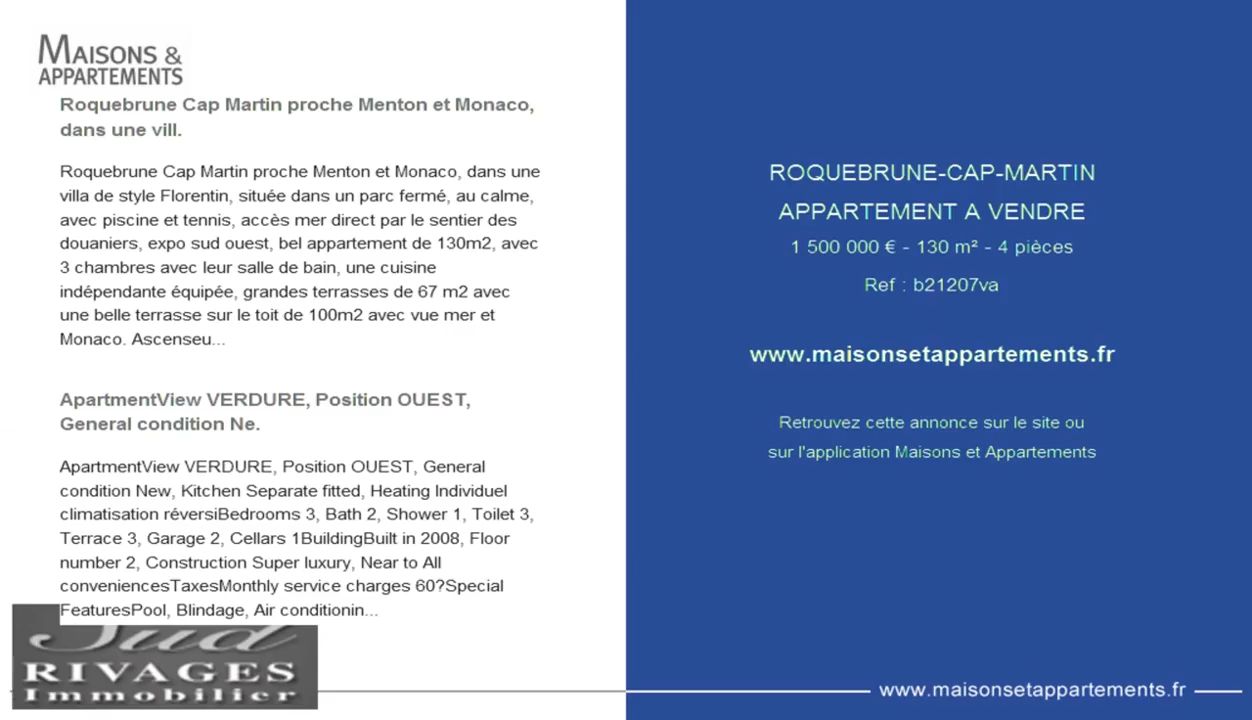 MAISONS &
APPARTEMENTS
Roquebrune Cap Martin proche Menton et Monaco,
dans une vill.
Roquebrune Cap Martin proche Menton et Monaco, dans une
villa de style Florentin, située dans un parc fermé, au calme,
avec piscine et tennis, accès mer direct par le sentier des
douaniers, expo sud ouest, bel appartement de 130m2, avec
3 chambres avec leur salle de bain, une cuisine
indépendante équipée, grandes terrasses de 67 m2 avec
une belle terrasse sur le toit de 100m2 avec vue mer et
Monaco. Ascenseu...
ApartmentView VERDURE, Position OUEST,
General condition Ne.
ApartmentView VERDURE, Position OUEST, General
condition New, Kitchen Separate fitted, Heating Individuel
climatisation réversiBedrooms 3, Bath 2, Shower 1, Toilet 3,
Terrace 3, Garage 2, Cellars 1BuildingBuilt in 2008, Floor
number 2, Construction Super luxury, Near to All
conveniencesTaxesMonthly service charges 60?Special
FeaturesPool, Blindage, Air conditionin...
Sud
RIVAGES
Immobilier
ROQUEBRUNE-CAP-MARTIN
APPARTEMENT A VENDRE
1 500 000 € - 130 m² - 4 pièces
Ref : b21207va
www.maisonsetappartements.fr
Retrouvez cette annonce sur le site ou
sur l'application Maisons et Appartements
www.maisonsetappartements.fr